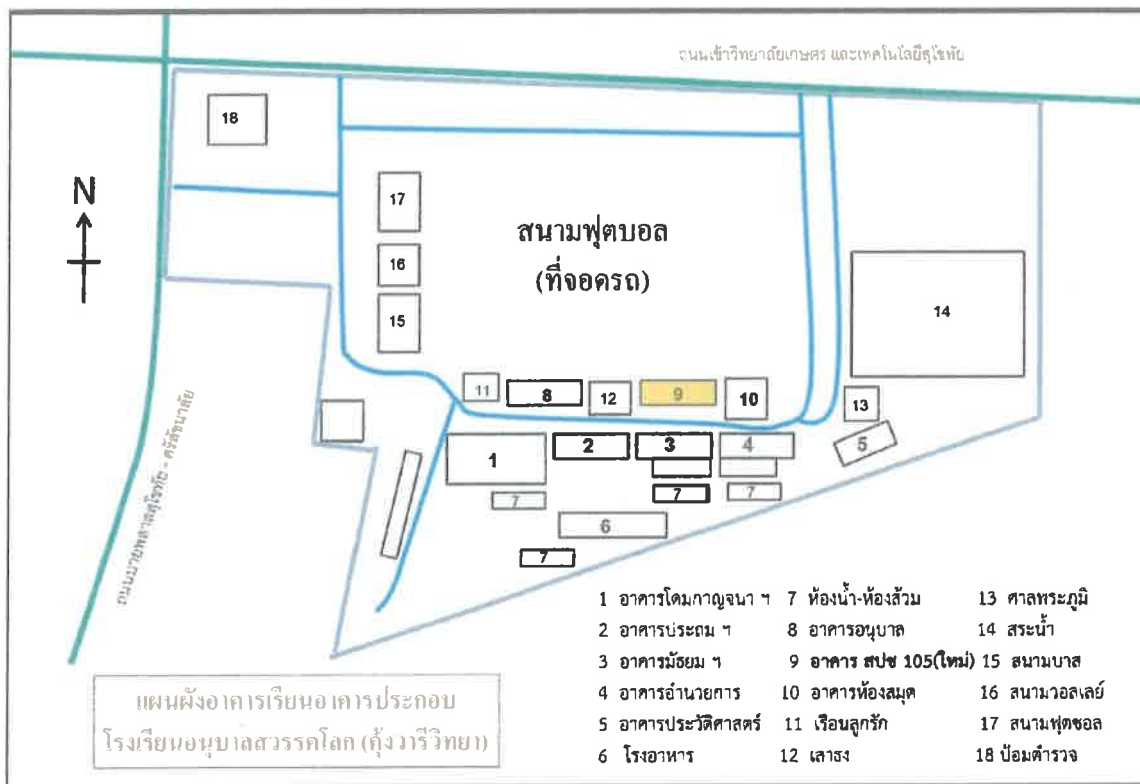 ถนนเข้าวิทยาลัยเกษตร และเทคโนโลยีสุโขทัย
18
N
17
สนามฟุตบอล
(ที่จอดรถ)
16
15
14
11
8
12
9
10
13
1
2
3
4
5
7
7
7
6
7
ถนนบายพลาสสุโขทัย - ศรีสัชนาลัย
1 อาคารโดมกาญจนา ฯ
2 อาคารประถม ฯ
3 อาคารมัธยม ฯ
4 อาคารอำนวยการ
5 อาคารประวัติศาสตร์
6 โรงอาหาร
7 ห้องน้ำ-ห้องส้วม
8 อาคารอนุบาล
9 อาคาร สปช 105(ใหม่)
10 อาคารห้องสมุด
11 เรือนลูกรัก
12 เสาธง
13 ศาลพระภูมิ
14 สระน้ำ
15 สนามบาส
16 สนามวอลเลย์
17 สนามฟุตซอล
18 ป้อมตำรวจ
แผนผังอาคารเรียนอาคารประกอบ
โรงเรียนอนุบาลสวรรคโลก (กุ้งวารีวิทยา)